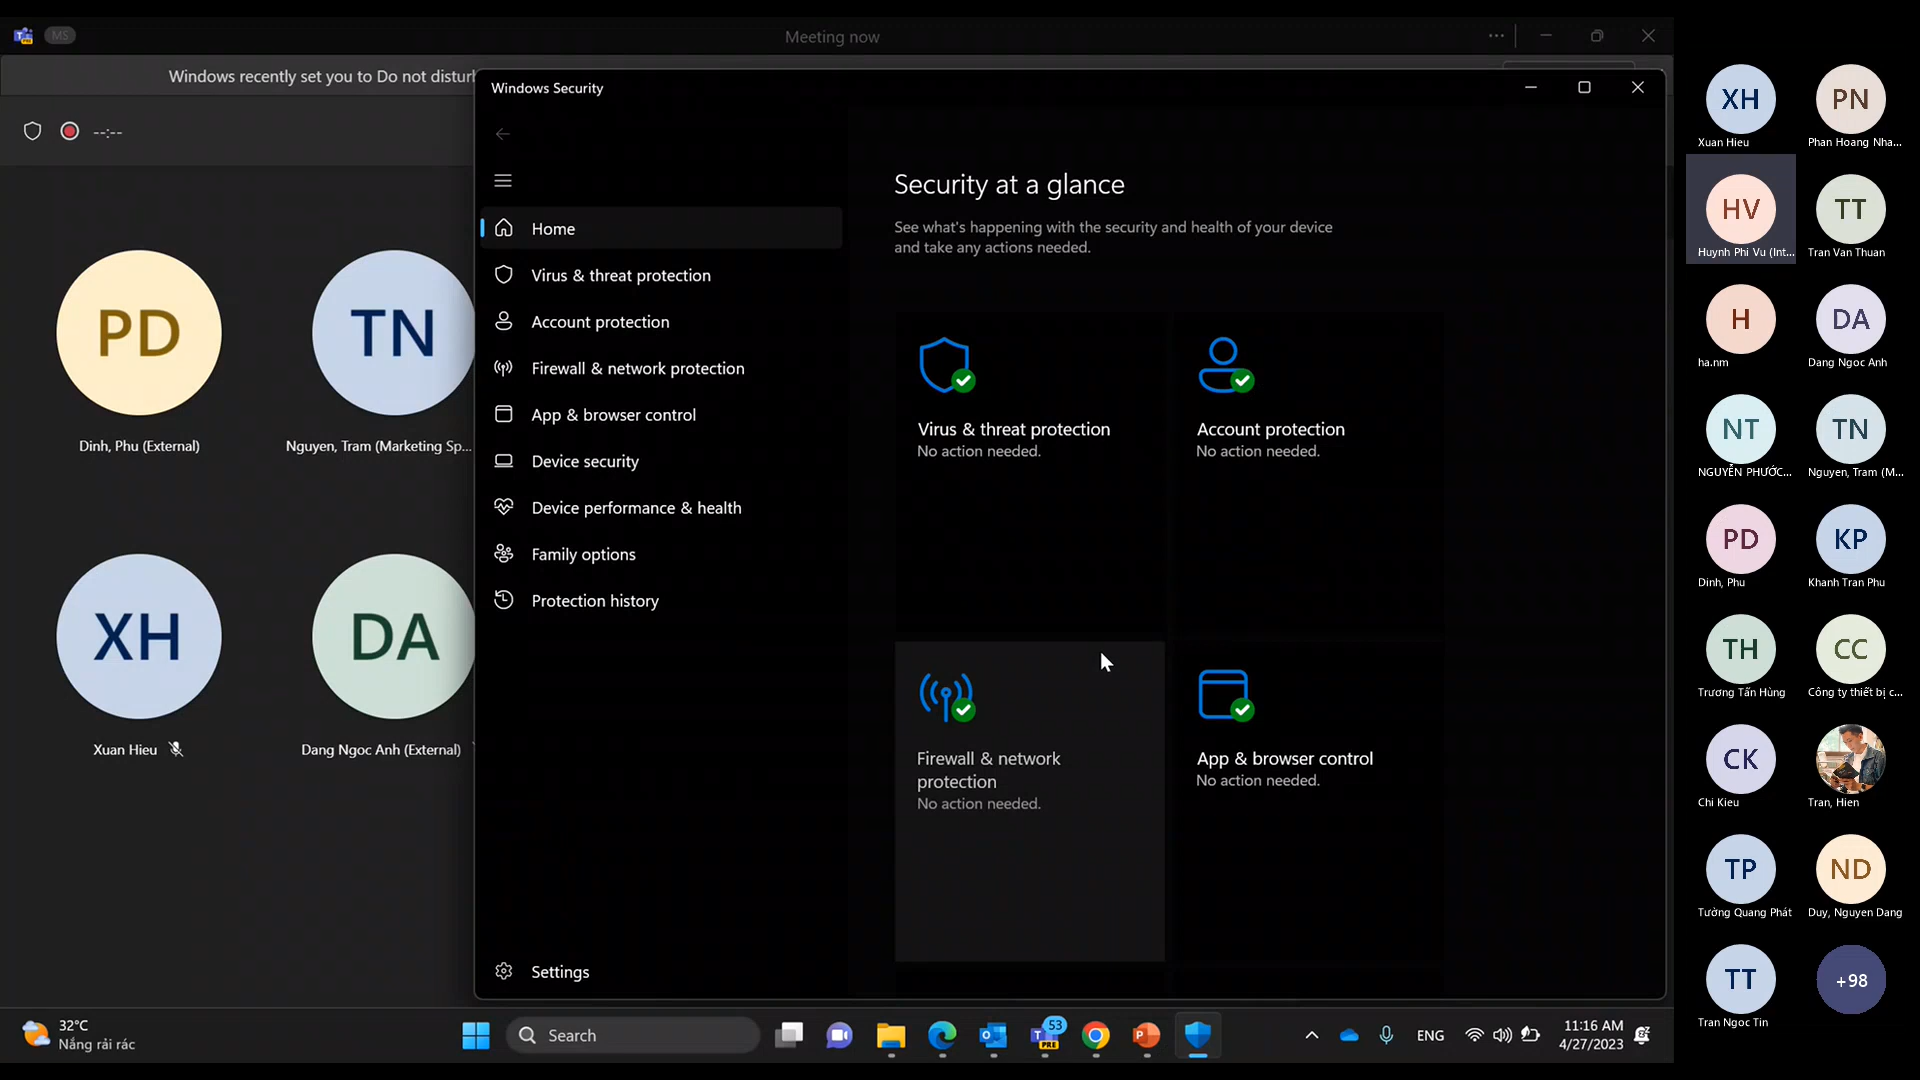 MS
Meeting now
Windows recently set you to Do not disturb
--:--
PD
Dinh, Phu (External)
TN
Nguyen, Tram (Marketing Sp...
XH
Xuan Hieu
DA
Dang Ngoc Anh (External)
Windows Security
Home
Virus & threat protection
Account protection
Firewall & network protection
App & browser control
Device security
Device performance & health
Family options
Protection history
Settings
Security at a glance
See what's happening with the security and health of your device
and take any actions needed.
Virus & threat protection
No action needed.
Account protection
No action needed.
Firewall & network
protection
No action needed.
App & browser control
No action needed.
XH
Xuan Hieu
PN
Phan Hoang Nha...
HV
Huynh Phi Vu (Int...
TT
Tran Van Thuan
H
ha.nm
DA
Dang Ngoc Anh
NT
NGUYỄN PHƯỚC...
TN
Nguyen, Tram (M...
PD
Dinh, Phu
KP
Khanh Tran Phu
TH
Trương Tấn Hùng
CC
Công ty thiết bị c...
CK
Chi Kieu
Tran, Hien
TP
Tường Quang Phát
ND
Duy, Nguyen Dang
TT
Tran Ngoc Tin
+98
32°C
Nắng rải rác
Search
53
PRE
ENG
11:16 AM
4/27/2023